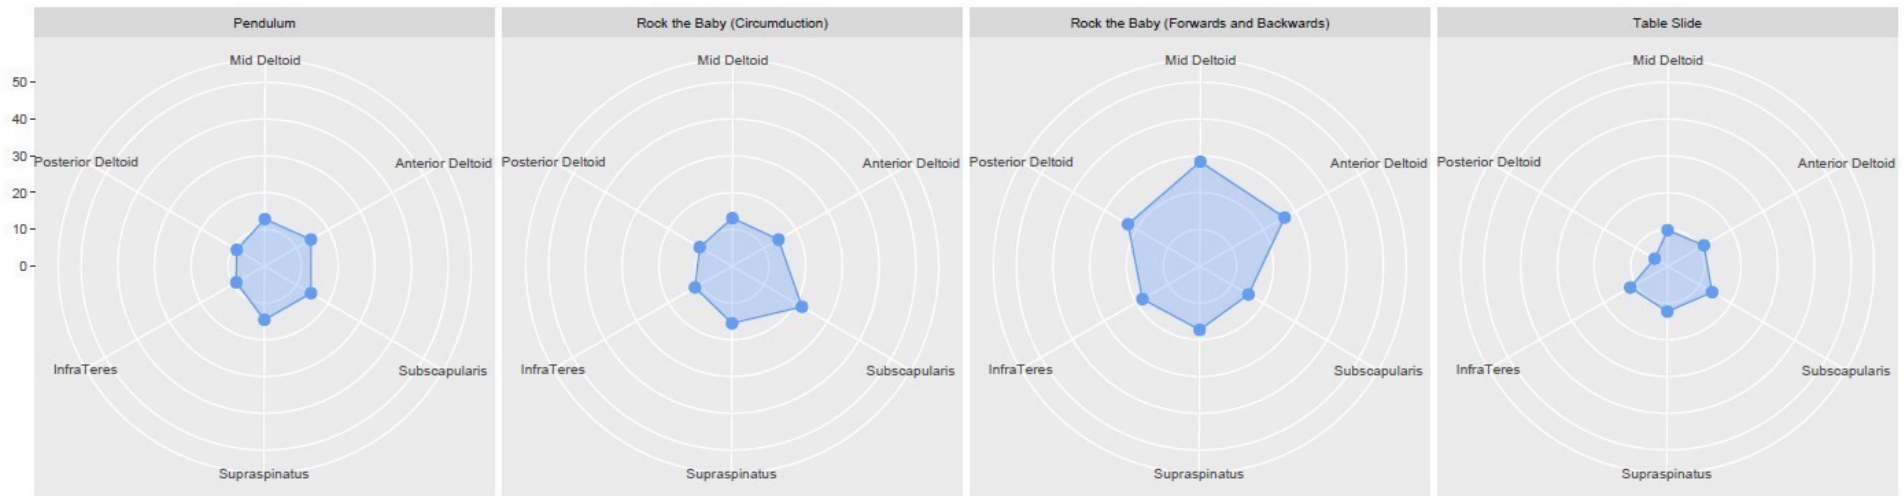 Pendulum
Rock the Baby (Circumduction)
Rock the Baby (Forwards and Backwards)
Table Slide
50
40
30
20
10
0
Mid Deltoid
Posterior Deltoid
Anterior Deltoid
InfraTeres
Subscapularis
Supraspinatus
Mid Deltoid
Posterior Deltoid
Anterior Deltoid
InfraTeres
Subscapularis
Supraspinatus
Mid Deltoid
Posterior Deltoid
Anterior Deltoid
InfraTeres
Subscapularis
Supraspinatus
Mid Deltoid
Posterior Deltoid
Anterior Deltoid
InfraTeres
Subscapularis
Supraspinatus